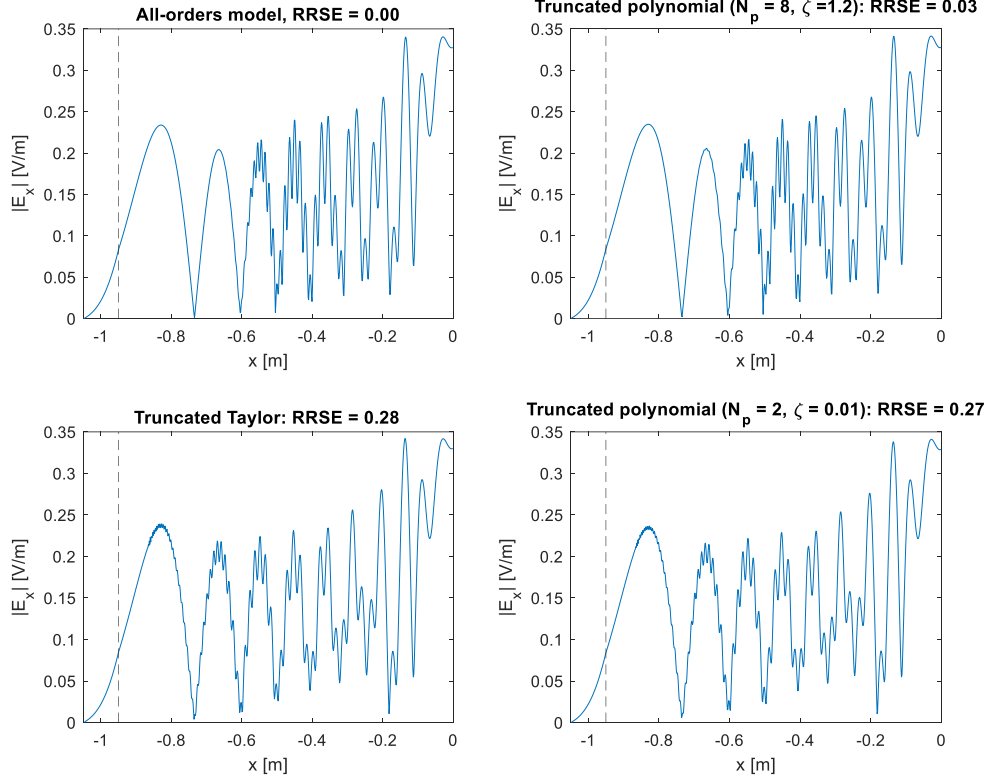 All-orders model, RRSE = 0.00
0.35
0.3
0.25
0.2
0.15
0.1
0.05
0
|E_x| [V/m]
-1 -0.8 -0.6 -0.4 -0.2 0
x [m]
Truncated polynomial (N_p = 8, ζ =1.2): RRSE = 0.03
0.35
0.3
0.25
0.2
0.15
0.1
0.05
0
|E_x| [V/m]
-1 -0.8 -0.6 -0.4 -0.2 0
x [m]
Truncated Taylor: RRSE = 0.28
0.35
0.3
0.25
0.2
0.15
0.1
0.05
0
|E_x| [V/m]
-1 -0.8 -0.6 -0.4 -0.2 0
x [m]
Truncated polynomial (N_p = 2, ζ = 0.01): RRSE = 0.27
0.35
0.3
0.25
0.2
0.15
0.1
0.05
0
|E_x| [V/m]
-1 -0.8 -0.6 -0.4 -0.2 0
x [m]